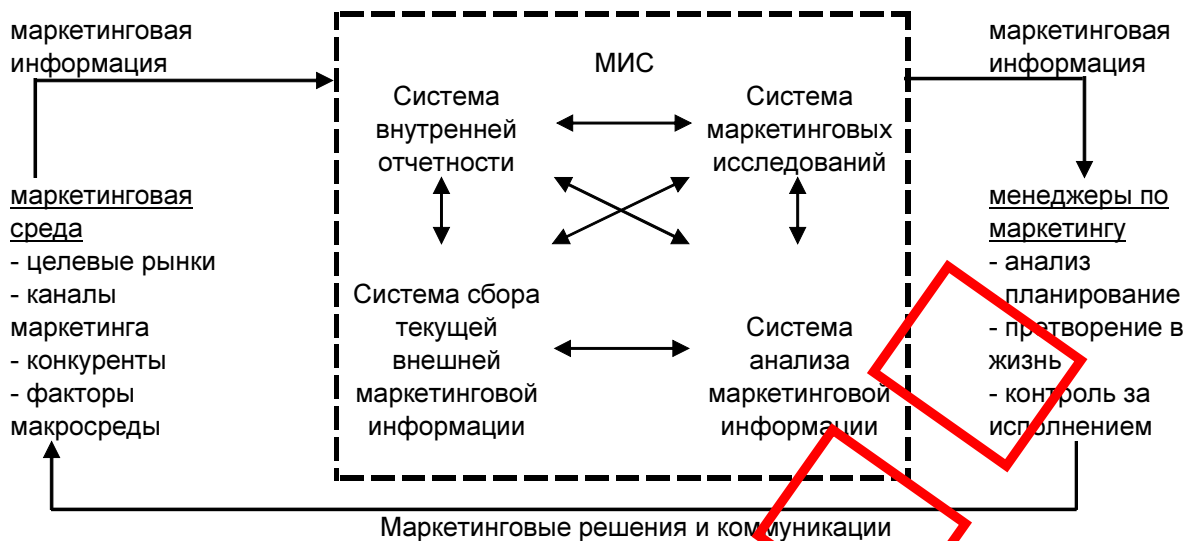 маркетинговая
информация
МИС
маркетинговая
информация
Система
внутренней
отчетности
Система
маркетинговых
исследований
маркетинговая
среда
- целевые рынки
- каналы
маркетинга
- конкуренты
- факторы
макросреды
Система сбора
текущей
внешней
маркетинговой
информации
Система
анализа
маркетинговой
информации
менеджеры по
маркетингу
- анализ
- планирование
- претворение в
жизнь
- контроль за
исполнением
Маркетинговые решения и коммуникации